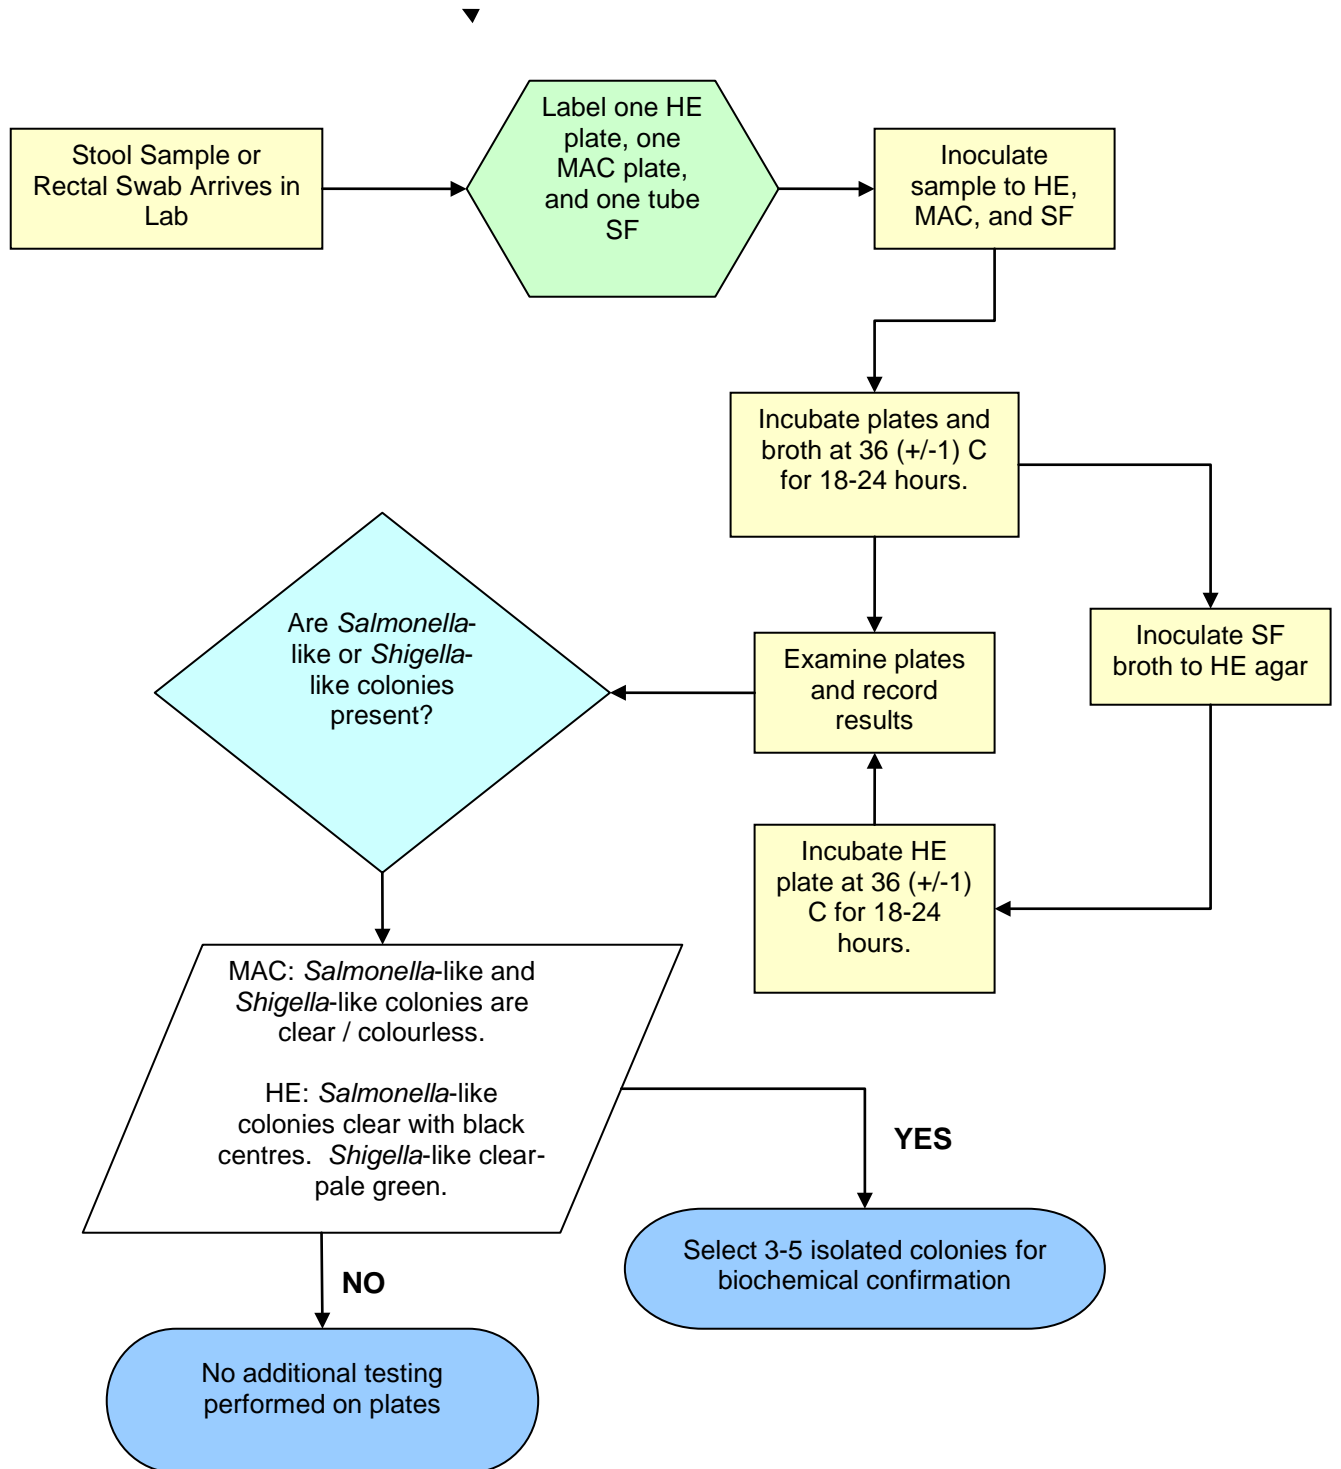 Stool Sample or
Rectal Swab Arrives in
Lab
Label one HE
plate, one
MAC plate,
and one tube
SF
Inoculate
sample to HE,
MAC, and SF
Incubate plates and
broth at 36 (+/-1) C
for 18-24 hours.
Inoculate SF
broth to HE agar
Incubate HE
plate at 36 (+/-1)
C for 18-24
hours.
Examine plates
and record
results
Are Salmonella-
like or Shigella-
like colonies
present?
MAC: Salmonella-like and
Shigella-like colonies are
clear / colourless.
HE: Salmonella-like
colonies clear with black
centres. Shigella-like clear-
pale green.
YES
Select 3-5 isolated colonies for
biochemical confirmation
NO
No additional testing
performed on plates